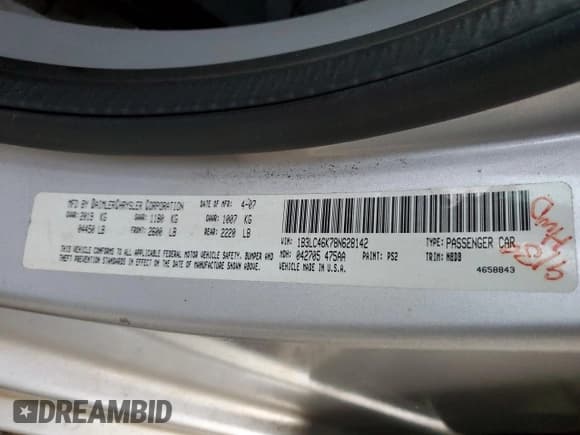 MFD BY DAIMLERCHRYSLER CORPORATION DATE OF MFR: 4-07
GVWR: 2019 KG GAWR: 1180 KG GAWR: 1007 KG
04450 LB FRONT: 2600 LB REAR: 2220 LB
THIS VEHICLE CONFORMS TO ALL APPLICABLE FEDERAL MOTOR VEHICLE SAFETY, BUMPER AND
THEFT PREVENTION STANDARDS IN EFFECT ON THE DATE OF MANUFACTURE SHOWN ABOVE.
VIN: 1B3LC46K78N620142 TYPE: PASSENGER CAR
MDH: 042705 475AA PAINT: PS2 TRIM: M8D8
VEHICLE MADE IN U.S.A. 4658843
DREAMBID